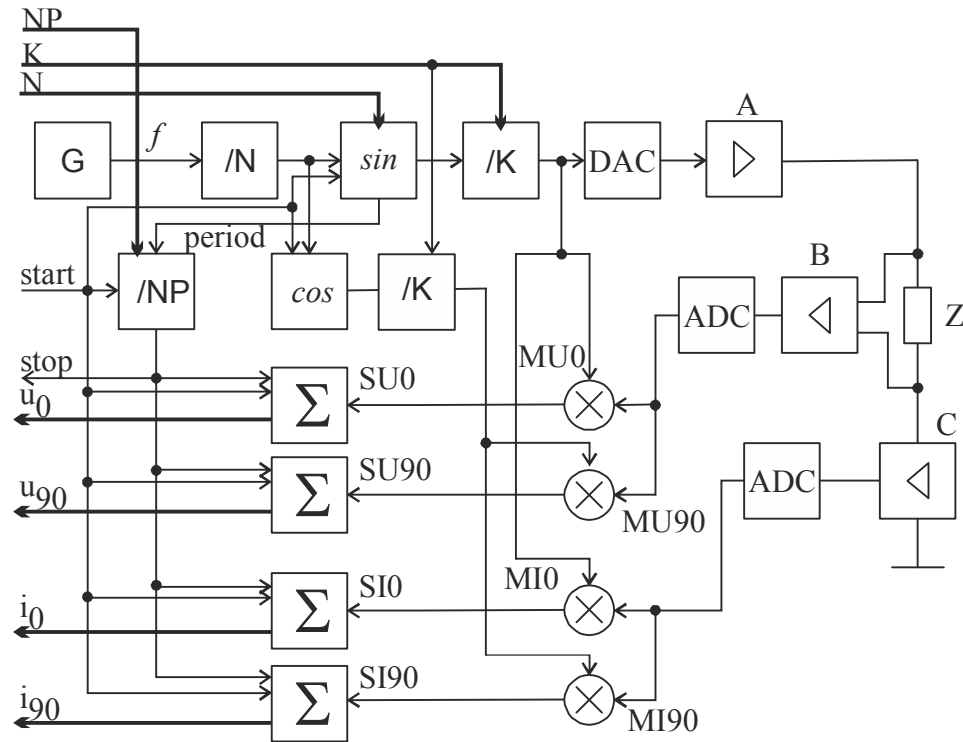 NP
K
N
A
G
f
/N
sin
/K
DAC
period
B
start
/NP
cos
/K
ADC
Z
stop
SU0
MU0
u0
Σ
C
SU90
u90
Σ
MU90
ADC
SI0
MI0
i0
Σ
SI90
i90
Σ
MI90